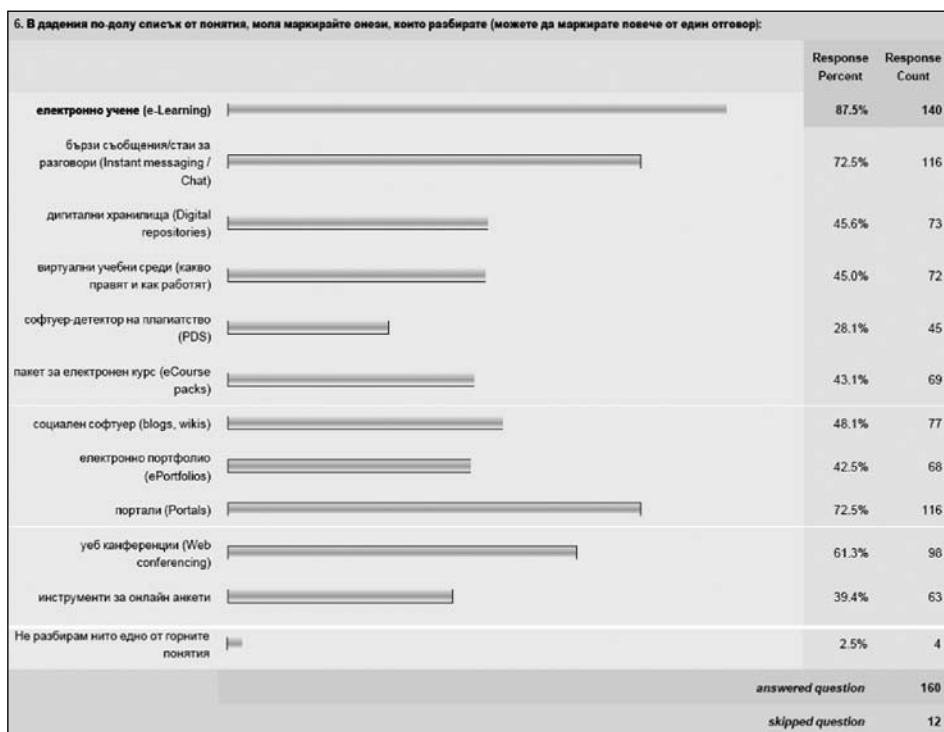 6. В дадения по-долу списък от понятия, моля маркирайте онези, които разбирате (можете да маркирате повече от един отговор):
Response Percent
Response Count
електронно учене (e-Learning) 87.5% 140
бързи съобщения/стаи за
разговори (Instant messaging / 72.5% 116
Chat)
дигитални хранилища (Digital
repositories) 45.6% 73
виртуални учебни среди (какво
правят и как работят) 45.0% 72
софтуер-детектор на плагиатство
(PDS) 28.1% 45
пакет за електронен курс (eCourse
packs) 43.1% 69
социален софтуер (blogs, wikis) 48.1% 77
електронно портфолио
(ePortfolios) 42.5% 68
портали (Portals) 72.5% 116
уеб канференции (Web
conferencing) 61.3% 98
инструменти за онлайн анкети 39.4% 63
Не разбирам нито едно от горните
понятия 2.5% 4
answered question 160
skipped question 12